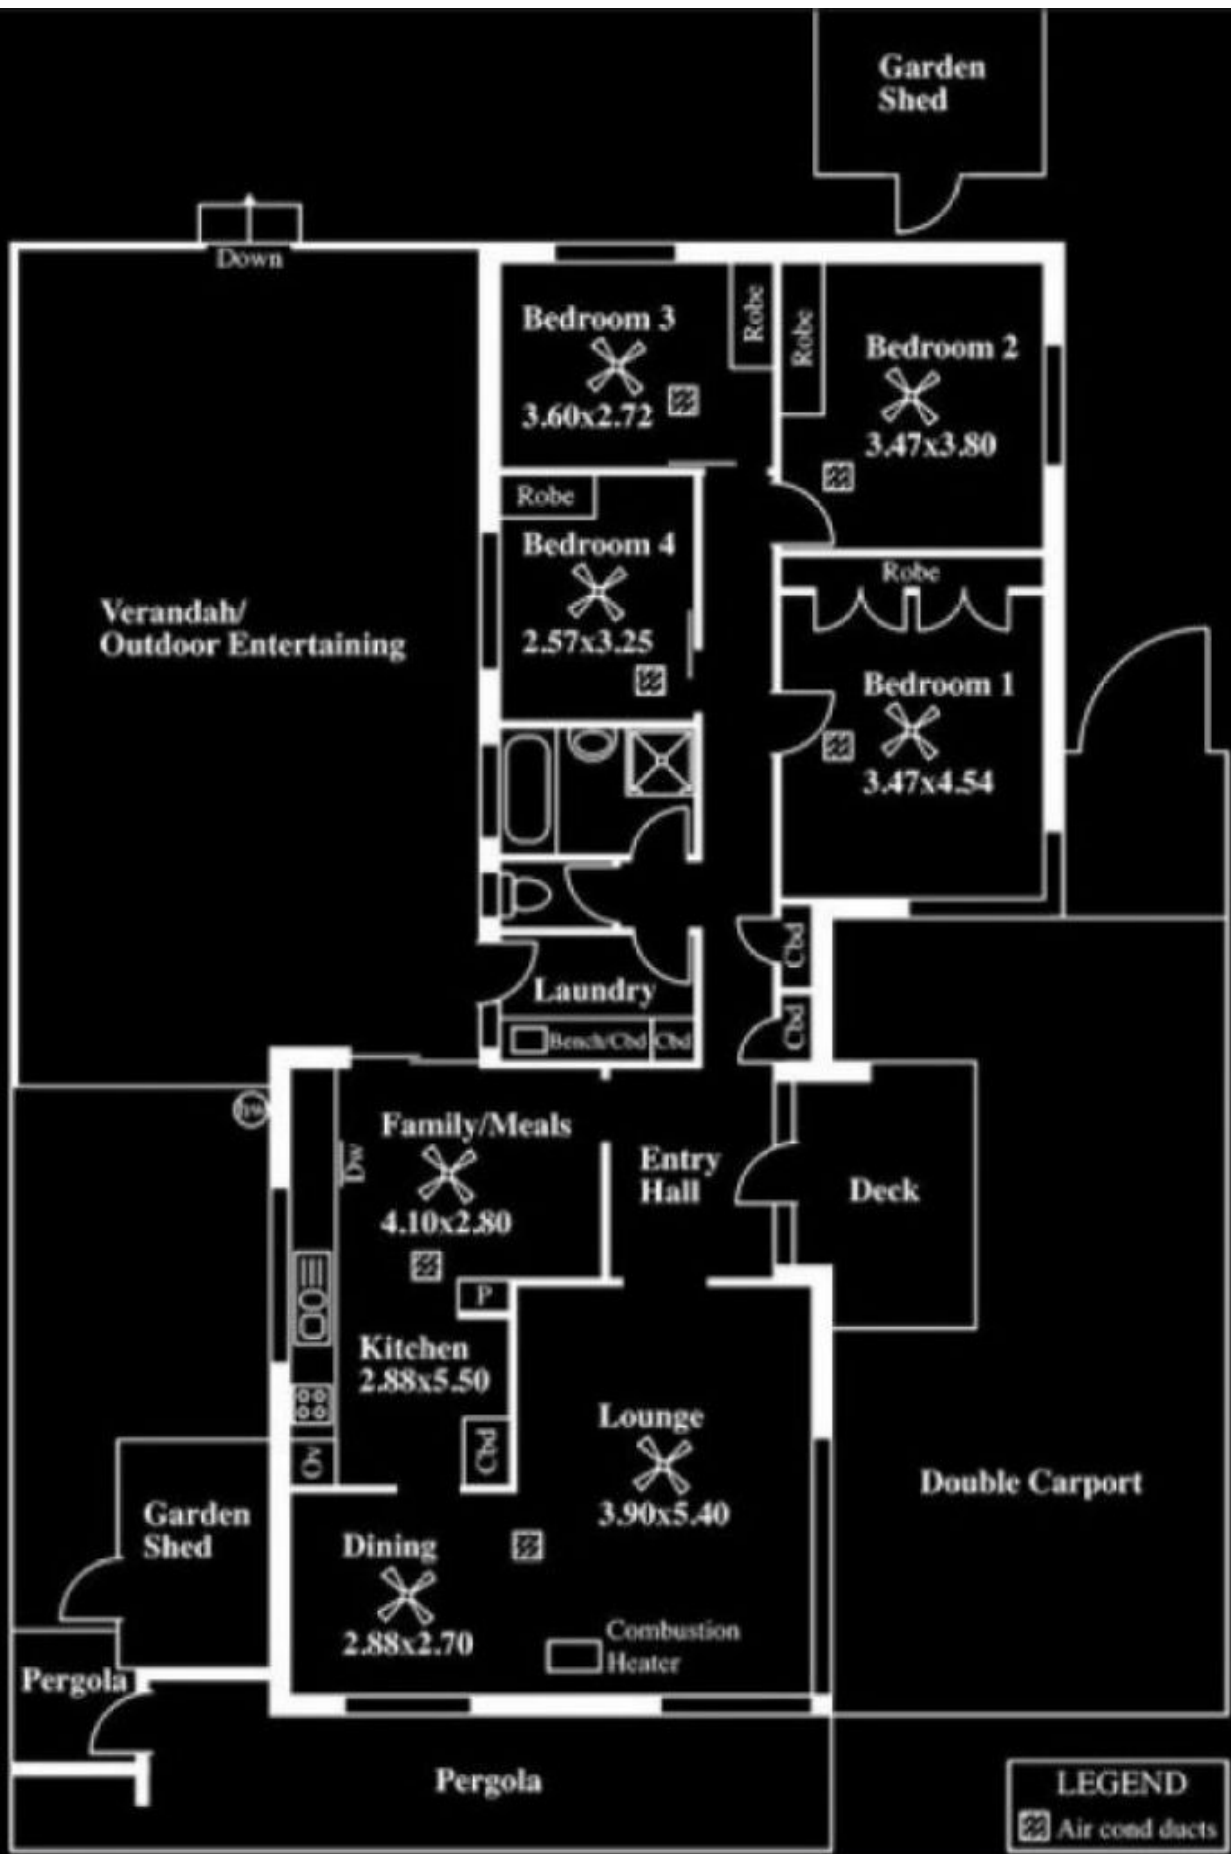 Garden
Shed
Down
Bedroom 3
3.60x2.72
Robe
Robe
Bedroom 2
3.47x3.80
Robe
Bedroom 4
2.57x3.25
Robe
Verandah/
Outdoor Entertaining
Bedroom 1
3.47x4.54
Cbd
Laundry
Bench/Cbd
Cbd
Cbd
Family/Meals
4.10x2.80
Dw
Entry
Hall
Deck
P
Kitchen
2.88x5.50
Lounge
3.90x5.40
Cbd
Ov
Double Carport
Garden
Shed
Dining
2.88x2.70
Combustion
Heater
Pergola
Pergola
LEGEND
Air cond ducts